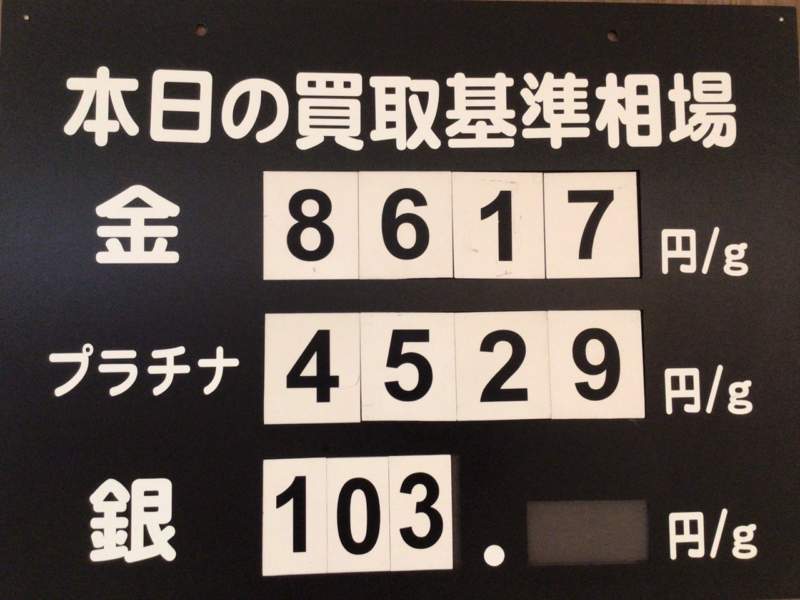 本日の買取基準相場
金 8617 円/g
プラチナ 4529 円/g
銀 103. 円/g